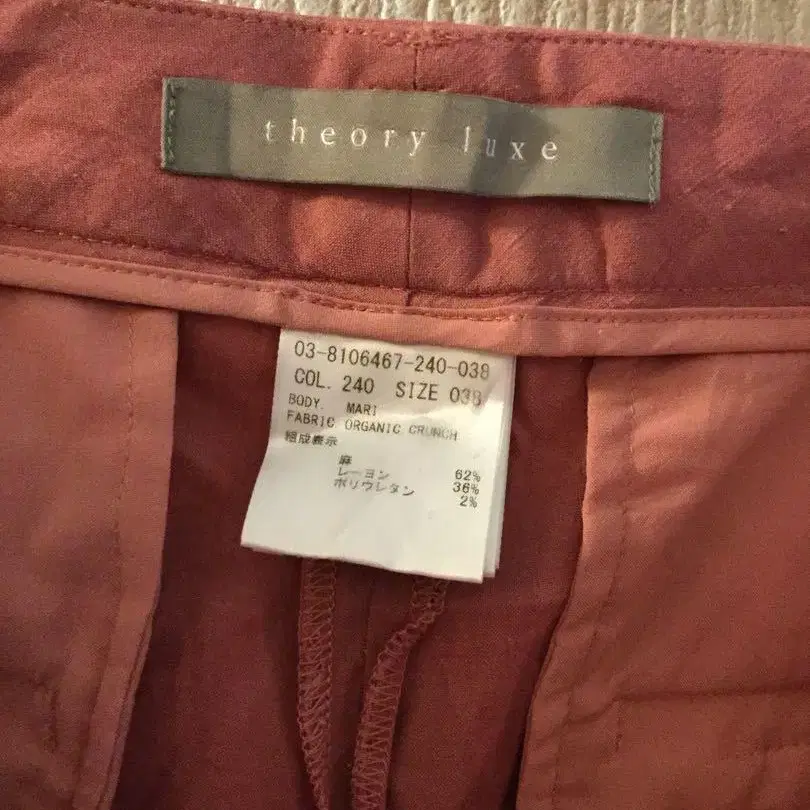 theory luxe
03-8106467-240-038
COL. 240 SIZE 038
BODY. MARI
FABRIC ORGANIC CRUNCH
組成表示
麻 62%
レーヨン 36%
ポリウレタン 2%